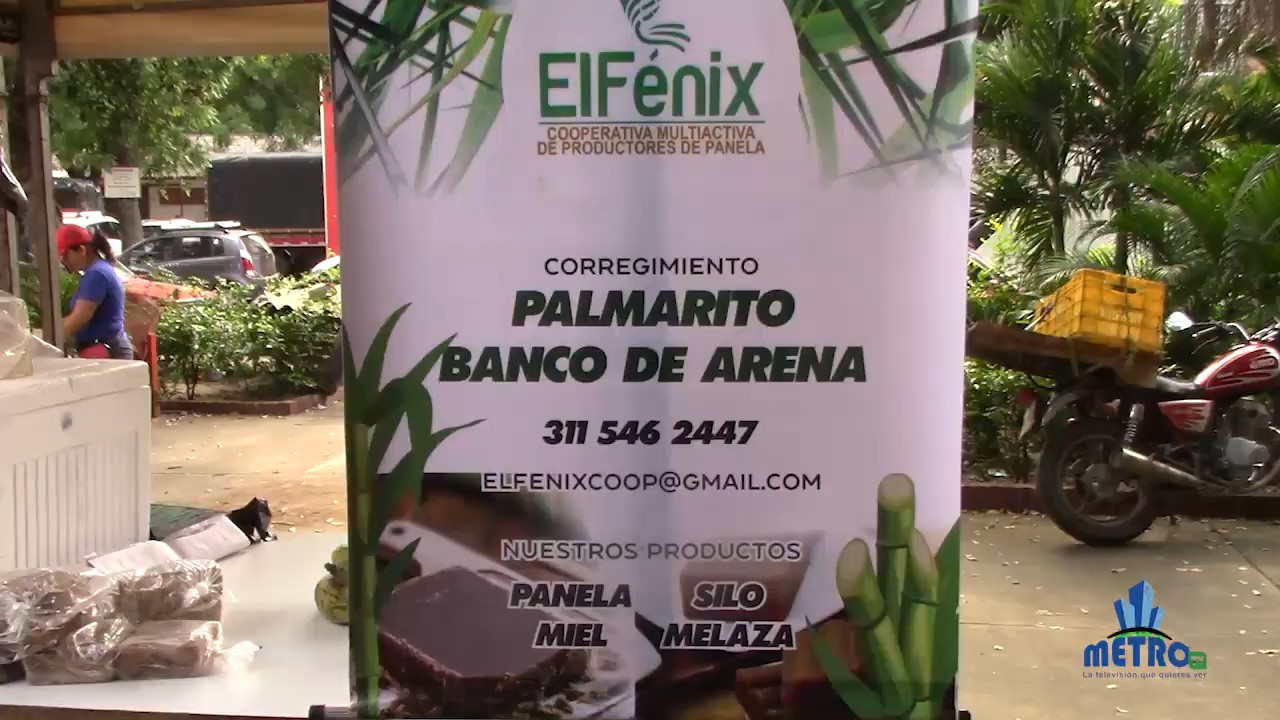 ElFénix
COOPERATIVA MULTIACTIVA
DE PRODUCTORES DE PANELA
CORREGIMIENTO
PALMARITO
BANCO DE ARENA
311 546 2447
ELFENIXCOOP@GMAIL.COM
NUESTROS PRODUCTOS
PANELA SILO
MIEL MELAZA
METRO
La televisión que quieres ver